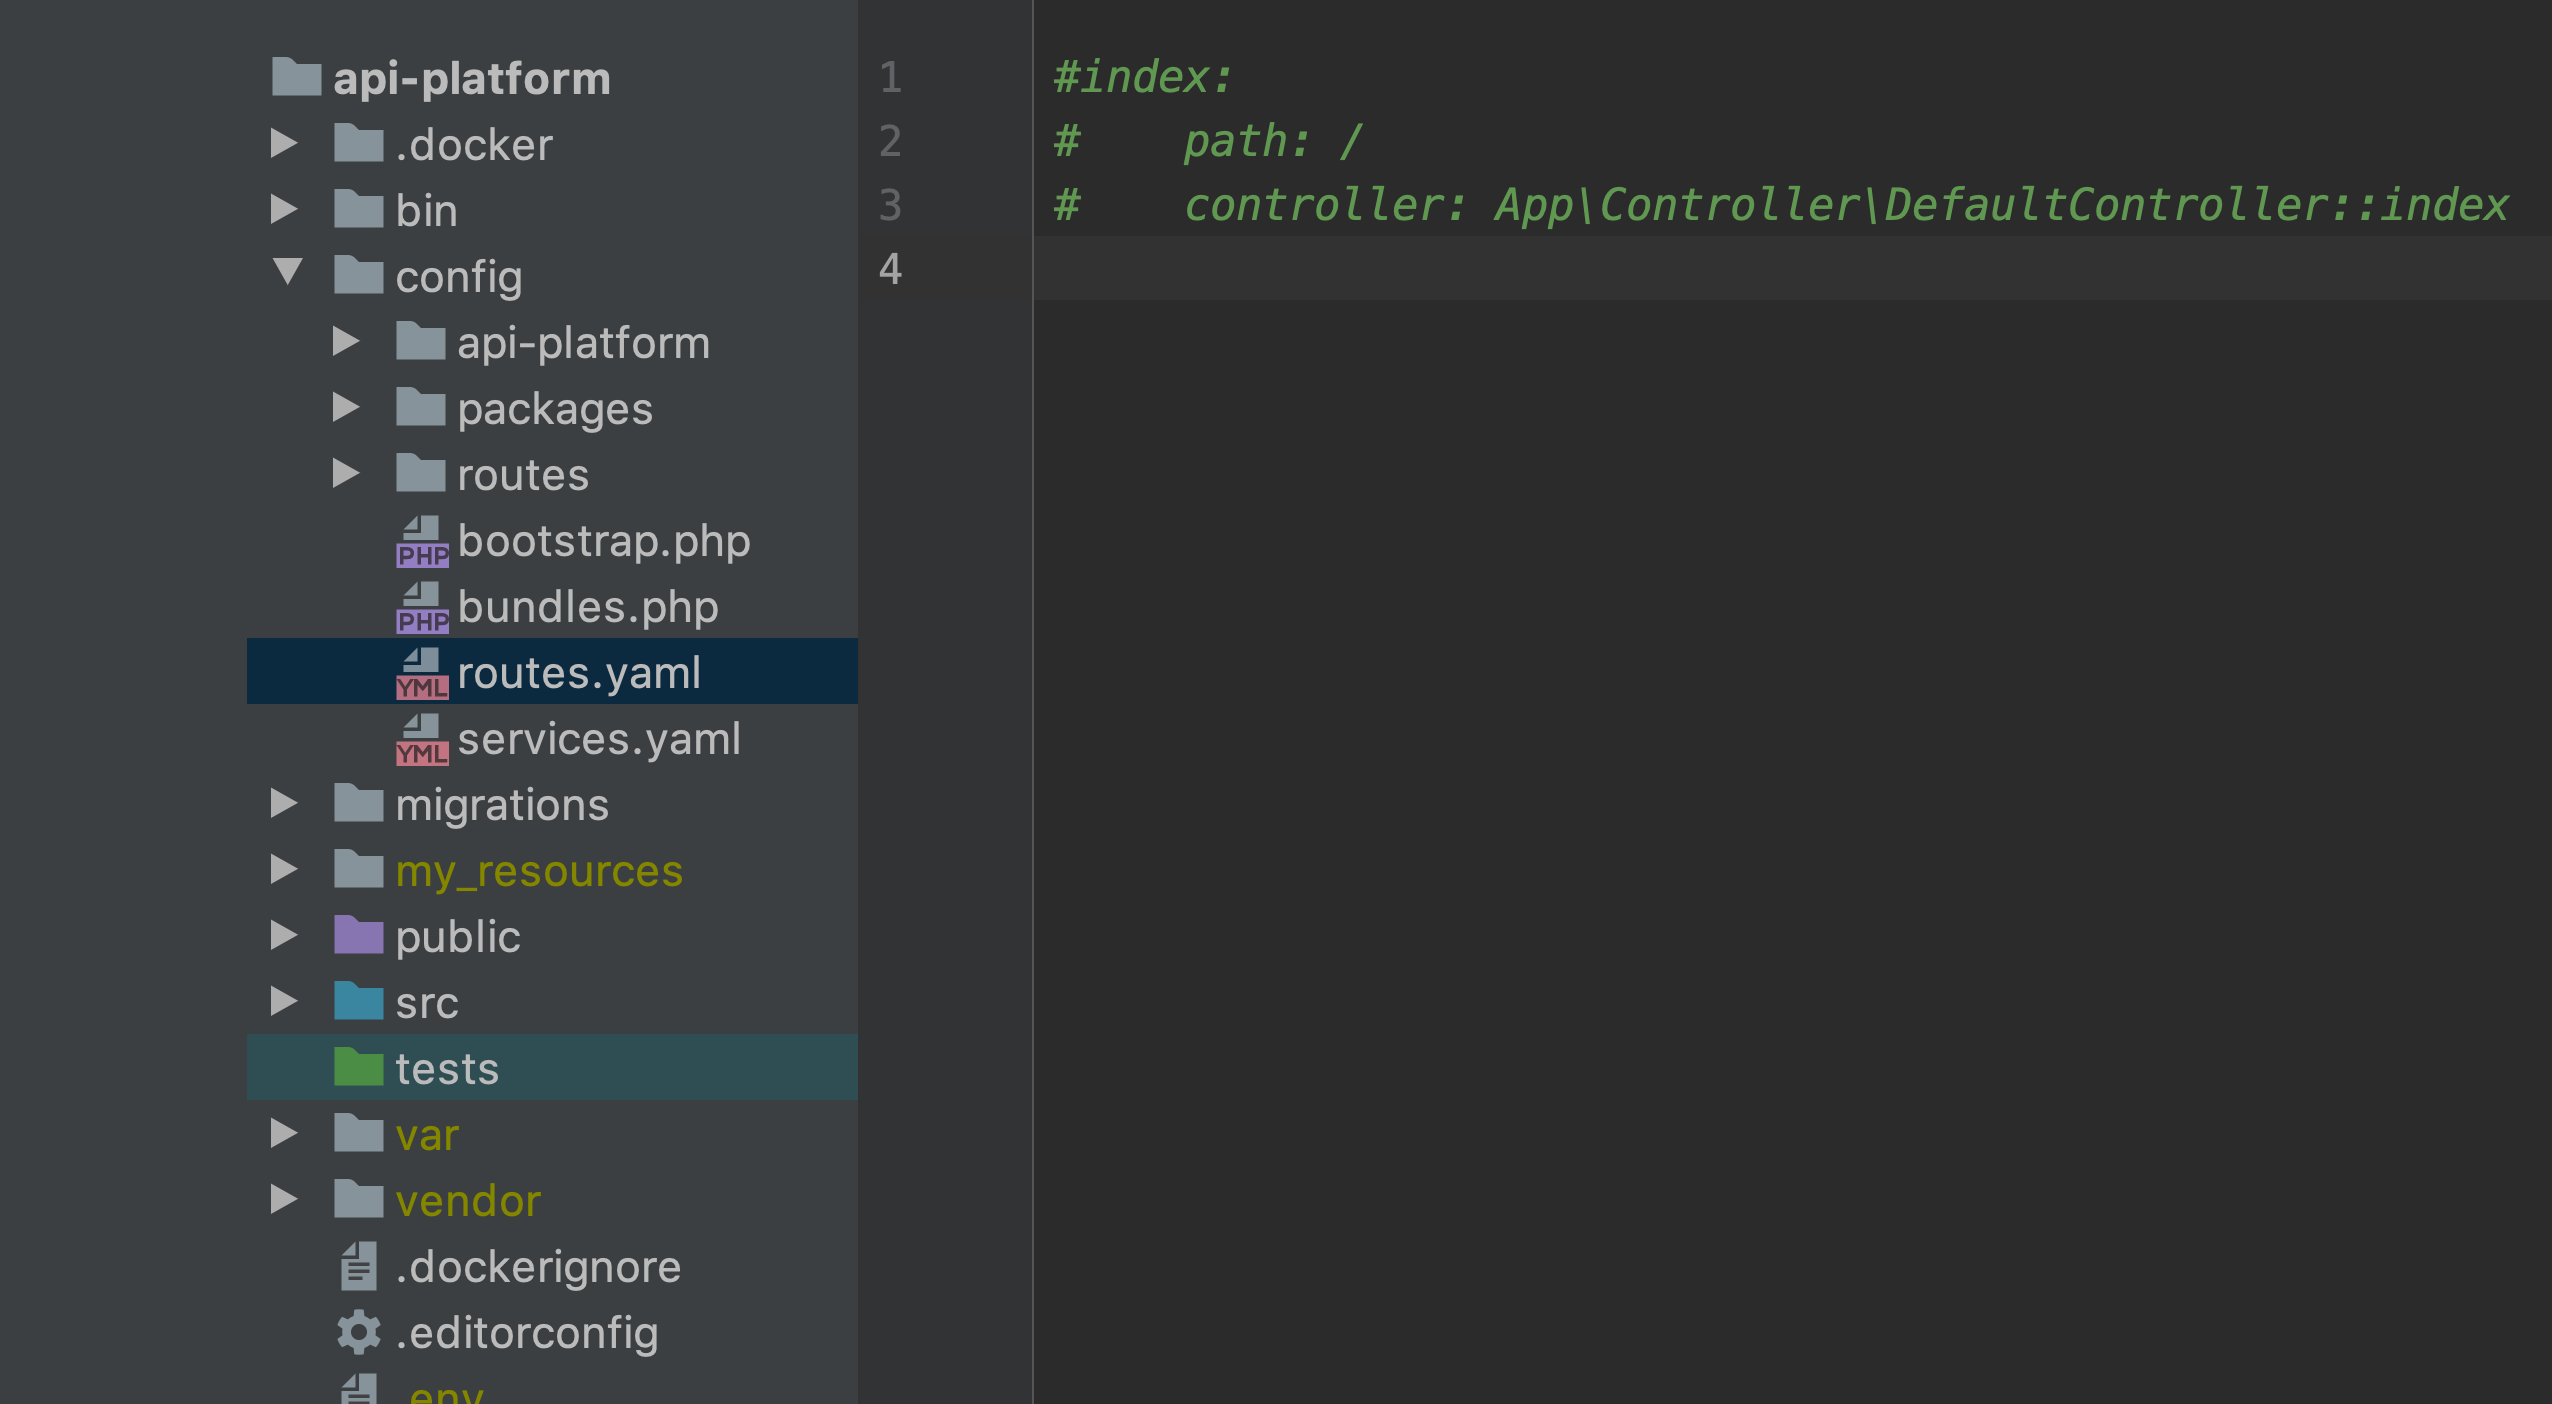 api-platform
.docker
bin
config
api-platform
packages
routes
PHP bootstrap.php
PHP bundles.php
YML routes.yaml
YML services.yaml
migrations
my_resources
public
src
tests
var
vendor
.dockerignore
.editorconfig
.env
1 #index:
2 #    path: /
3 #    controller: App\Controller\DefaultController::index
4